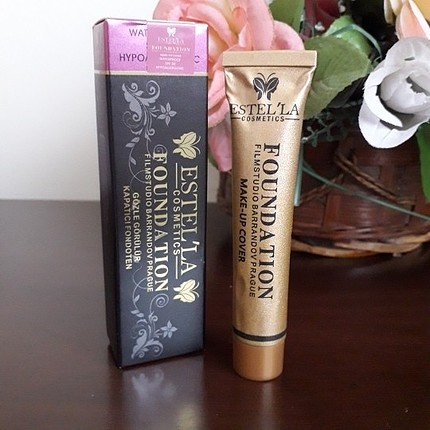 WAT
HYPOA
ESTEL'LA
FOUNDATION
ESTEL'LA
COSMETICS
FOUNDATION
FILMSTUDIO BARRANDOV PRAGUE
GÖZLE GÖRÜLÜR
KAPATICI FONDÖTEN
ESTEL'LA
COSMETICS
FOUNDATION
FILMSTUDIO BARRANDOV PRAGUE
MAKE-UP COVER